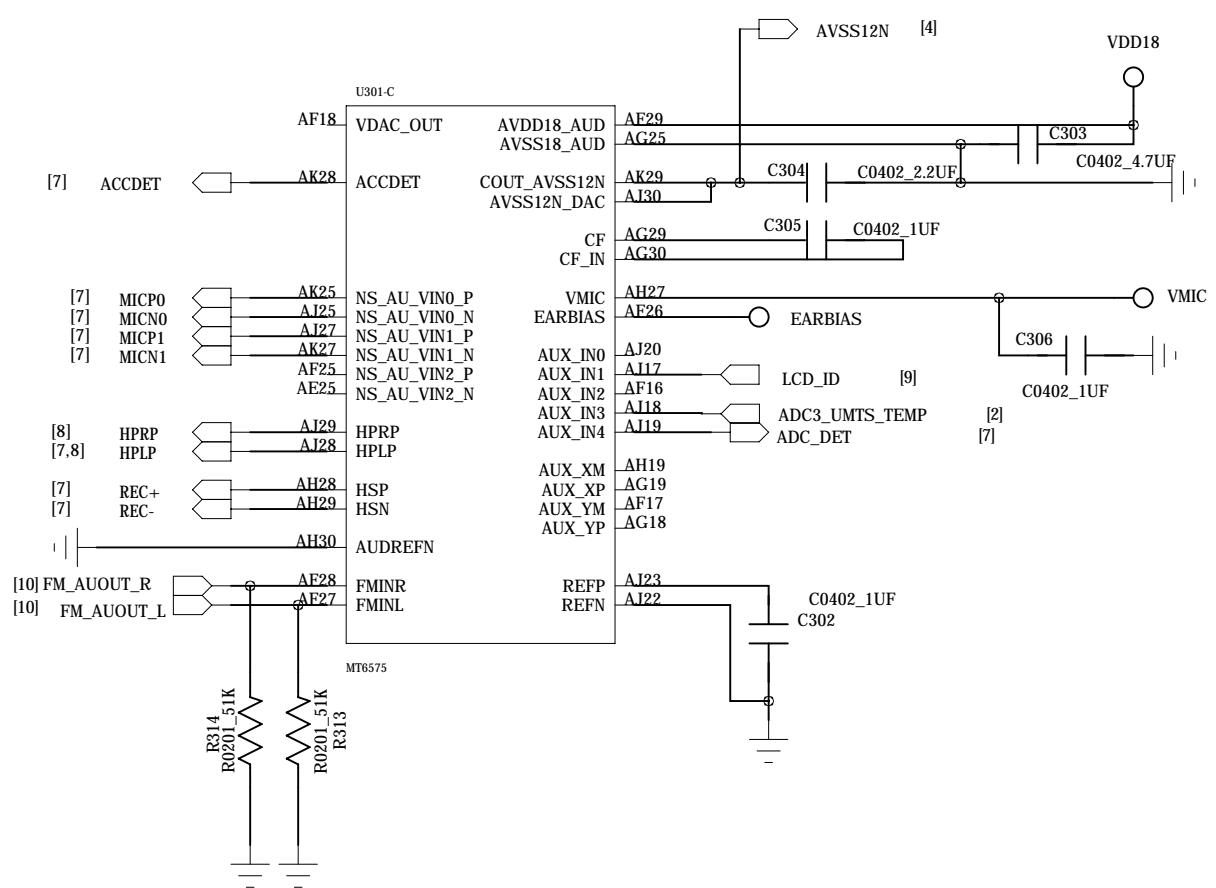 AVSS12N [4]
VDD18
U301-C
AF18 VDAC_OUT AVDD18_AUD AF29
AVSS18_AUD AG25
C303
C0402_4.7UF
[7] ACCDET AK28 ACCDET COUT_AVSS12N AK29
C304 C0402_2.2UF
AVSS12N_DAC AJ30
C305 C0402_1UF
CF AG29
CF_IN AG30
[7] MICP0 AK25 NS_AU_VIN0_P VMIC AH27 VMIC
[7] MICN0 AJ25 NS_AU_VIN0_N EARBIAS AF26 EARBIAS
[7] MICP1 AJ27 NS_AU_VIN1_P
C306
[7] MICN1 AK27 NS_AU_VIN1_N AUX_IN0 AJ20
AF25 NS_AU_VIN2_P AUX_IN1 AJ17 LCD_ID [9]
C0402_1UF
AE25 NS_AU_VIN2_N AUX_IN2 AF16
AUX_IN3 AJ18 ADC3_UMTS_TEMP [2]
[8] HPRP AJ29 HPRP AUX_IN4 AJ19 ADC_DET [7]
[7,8] HPLP AJ28 HPLP
AUX_XM AH19
[7] REC+ AH28 HSP AUX_XP AG19
[7] REC- AH29 HSN AUX_YM AF17
AUX_YP AG18
AH30 AUDREFN
[10] FM_AUOUT_R AF28 FMINR REFP AJ23
[10] FM_AUOUT_L AF27 FMINL REFN AJ22
C0402_1UF
C302
MT6575
R314
R0201_51K
R0201_51K
R313